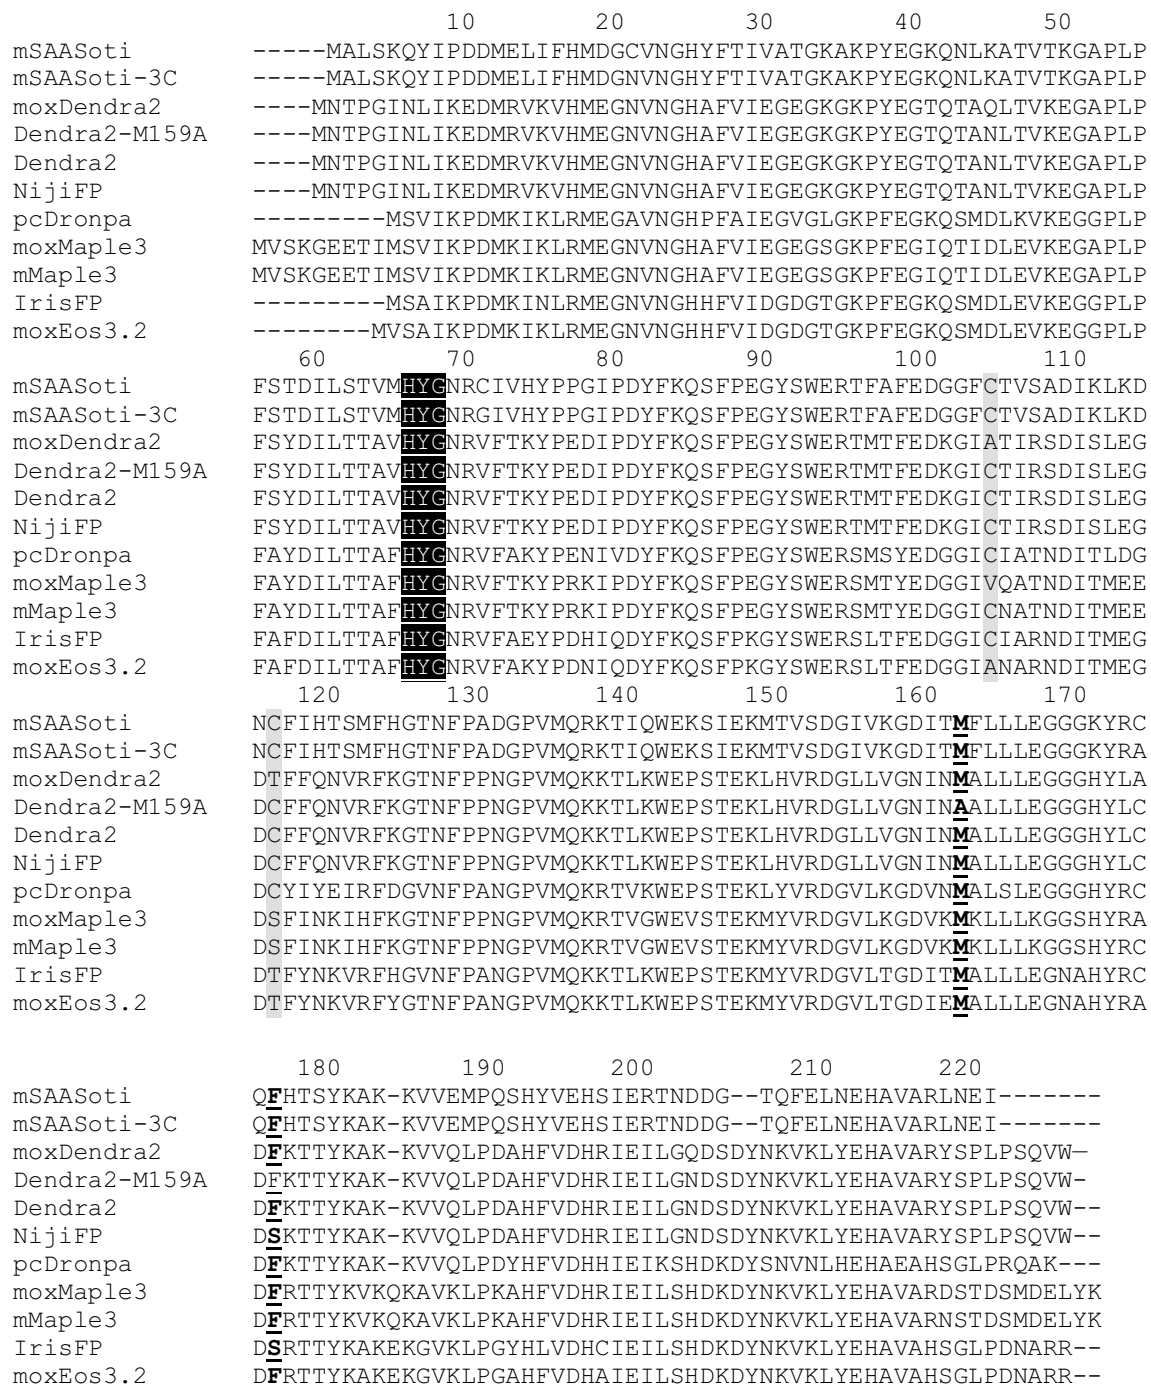 10 20 30 40 50
mSAASoti -----MALSKQYIPDDMELIFHMDGCVNGHYFTIVATGKAKPYEGKQNLKATVTKGAPLP
mSAASoti-3C -----MALSKQYIPDDMELIFHMDGNVNGHYFTIVATGKAKPYEGKQNLKATVTKGAPLP
moxDendra2 ----MNTPGINLIKEDMRVKVHMEGNVNGHAFVIEGEGKGKPYEGTQTAQLTVKEGAPLP
Dendra2-M159A ----MNTPGINLIKEDMRVKVHMEGNVNGHAFVIEGEGKGKPYEGTQTANLTVKEGAPLP
Dendra2 ----MNTPGINLIKEDMRVKVHMEGNVNGHAFVIEGEGKGKPYEGTQTANLTVKEGAPLP
NijiFP ----MNTPGINLIKEDMRVKVHMEGNVNGHAFVIEGEGKGKPYEGTQTANLTVKEGAPLP
pcDronpa ---------MSVIKPDMKIKLRMEGAVNGHPFAIEGVGLGKPFEGKQSMDLKVKEGGPLP
moxMaple3 MVSKGEETIMSVIKPDMKIKLRMEGNVNGHAFVIEGEGSGKPFEGIQTIDLEVKEGAPLP
mMaple3 MVSKGEETIMSVIKPDMKIKLRMEGNVNGHAFVIEGEGSGKPFEGIQTIDLEVKEGAPLP
IrisFP ---------MSAIKPDMKINLRMEGNVNGHHFVIDGDGTGKPFEGKQSMDLEVKEGGPLP
moxEos3.2 --------MVSAIKPDMKIKLRMEGNVNGHHFVIDGDGTGKPFEGKQSMDLEVKEGGPLP
60 70 80 90 100 110
mSAASoti FSTDILSTVMHYGNRCIVHYPPGIPDYFKQSFPEGYSWERTFAFEDGGFCTVSADIKLKD
mSAASoti-3C FSTDILSTVMHYGNRGIVHYPPGIPDYFKQSFPEGYSWERTFAFEDGGFCTVSADIKLKD
moxDendra2 FSYDILTTAVHYGNRVFTKYPEDIPDYFKQSFPEGYSWERTMTFEDKGIATIRSDISLEG
Dendra2-M159A FSYDILTTAVHYGNRVFTKYPEDIPDYFKQSFPEGYSWERTMTFEDKGICTIRSDISLEG
Dendra2 FSYDILTTAVHYGNRVFTKYPEDIPDYFKQSFPEGYSWERTMTFEDKGICTIRSDISLEG
NijiFP FSYDILTTAVHYGNRVFTKYPEDIPDYFKQSFPEGYSWERTMTFEDKGICTIRSDISLEG
pcDronpa FAYDILTTAFHYGNRVFAKYPENIVDYFKQSFPEGYSWERSMSYEDGGICIATNDITLDG
moxMaple3 FAYDILTTAFHYGNRVFTKYPRKIPDYFKQSFPEGYSWERSMTYEDGGIVQATNDITMEE
mMaple3 FAYDILTTAFHYGNRVFTKYPRKIPDYFKQSFPEGYSWERSMTYEDGGICNATNDITMEE
IrisFP FAFDILTTAFHYGNRVFAEYPDHIQDYFKQSFPKGYSWERSLTFEDGGICIARNDITMEG
moxEos3.2 FAFDILTTAFHYGNRVFAKYPDNIQDYFKQSFPKGYSWERSLTFEDGGIANARNDITMEG
120 130 140 150 160 170
mSAASoti NCFIHTSMFHGTNFPADGPVMQRKTIQWEKSIEKMTVSDGIVKGDITMFLLLEGGGKYRC
mSAASoti-3C NCFIHTSMFHGTNFPADGPVMQRKTIQWEKSIEKMTVSDGIVKGDITMFLLLEGGGKYRA
moxDendra2 DTFFQNVRFKGTNFPPNGPVMQKKTLKWEPSTEKLHVRDGLLVGNINMALLLEGGGHYLA
Dendra2-M159A DCFFQNVRFKGTNFPPNGPVMQKKTLKWEPSTEKLHVRDGLLVGNINAALLLEGGGHYLC
Dendra2 DCFFQNVRFKGTNFPPNGPVMQKKTLKWEPSTEKLHVRDGLLVGNINMALLLEGGGHYLC
NijiFP DCFFQNVRFKGTNFPPNGPVMQKKTLKWEPSTEKLHVRDGLLVGNINMALLLEGGGHYLC
pcDronpa DCYIYEIRFDGVNFPANGPVMQKRTVKWEPSTEKLYVRDGVLKGDVNMALSLEGGGHYRC
moxMaple3 DSFINKIHFKGTNFPPNGPVMQKRTVGWEVSTEKMYVRDGVLKGDVKMKLLLKGGSHYRA
mMaple3 DSFINKIHFKGTNFPPNGPVMQKRTVGWEVSTEKMYVRDGVLKGDVKMKLLLKGGSHYRC
IrisFP DTFYNKVRFHGVNFPANGPVMQKKTLKWEPSTEKMYVRDGVLTGDITMALLLEGNAHYRC
moxEos3.2 DTFYNKVRFYGTNFPANGPVMQKKTLKWEPSTEKMYVRDGVLTGDIEMALLLEGNAHYRA
180 190 200 210 220
mSAASoti QFHTSYKAK-KVVEMPQSHYVEHSIERTNDDG--TQFELNEHAVARLNEI-------
mSAASoti-3C QFHTSYKAK-KVVEMPQSHYVEHSIERTNDDG--TQFELNEHAVARLNEI-------
moxDendra2 DFKTTYKAK-KVVQLPDAHFVDHRIEILGQDSDYNKVKLYEHAVARYSPLPSQVW—
Dendra2-M159A DFKTTYKAK-KVVQLPDAHFVDHRIEILGNDSDYNKVKLYEHAVARYSPLPSQVW-
Dendra2 DFKTTYKAK-KVVQLPDAHFVDHRIEILGNDSDYNKVKLYEHAVARYSPLPSQVW--
NijiFP DSKTTYKAK-KVVQLPDAHFVDHRIEILGNDSDYNKVKLYEHAVARYSPLPSQVW--
pcDronpa DFKTTYKAK-KVVQLPDYHFVDHHIEIKSHDKDYSNVNLHEHAEAHSGLPRQAK---
moxMaple3 DFRTTYKVKQKAVKLPKAHFVDHRIEILSHDKDYNKVKLYEHAVARDSTDSMDELYK
mMaple3 DFRTTYKVKQKAVKLPKAHFVDHRIEILSHDKDYNKVKLYEHAVARNSTDSMDELYK
IrisFP DSRTTYKAKEKGVKLPGYHLVDHCIEILSHDKDYNKVKLYEHAVAHSGLPDNARR--
moxEos3.2 DFRTTYKAKEKGVKLPGAHFVDHAIEILSHDKDYNKVKLYEHAVAHSGLPDNARR--